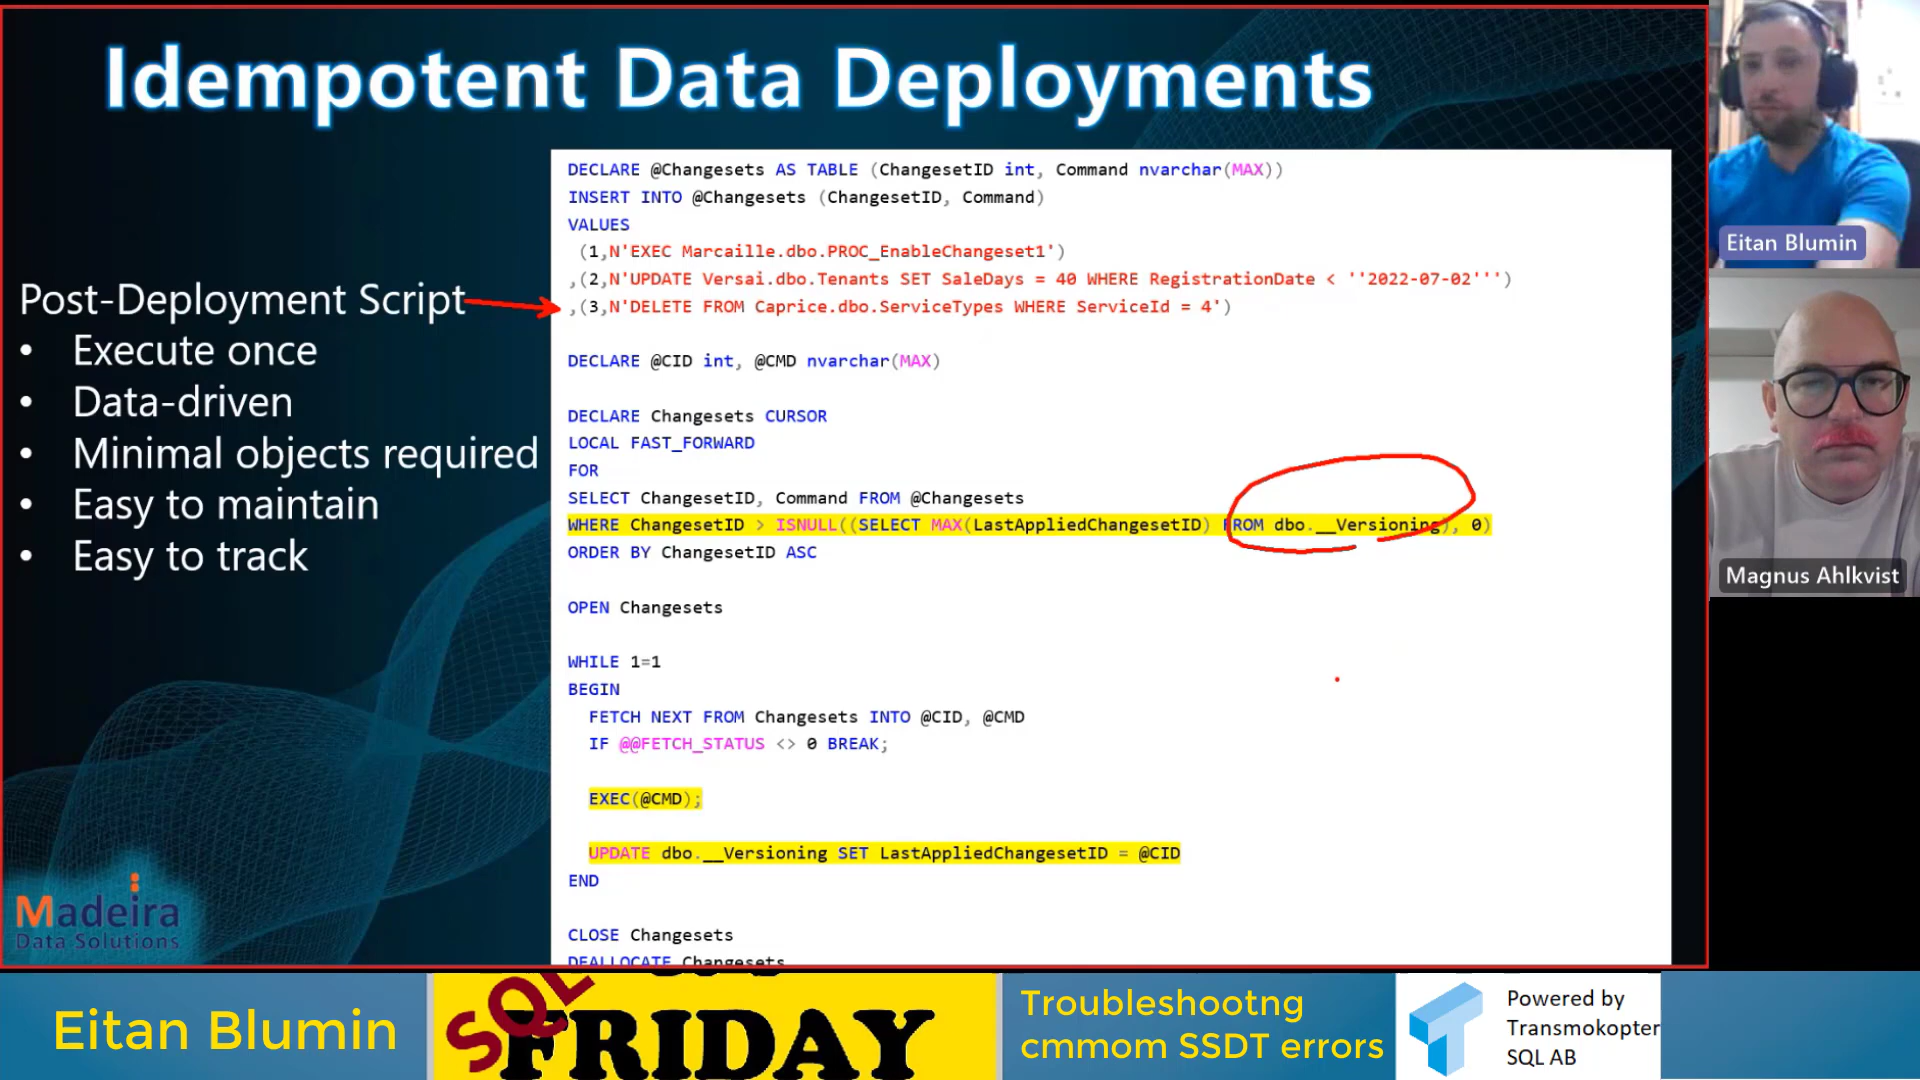 Idempotent Data Deployments
Post-Deployment Script
• Execute once
• Data-driven
• Minimal objects required
• Easy to maintain
• Easy to track
DECLARE @Changesets AS TABLE (ChangesetID int, Command nvarchar(MAX))
INSERT INTO @Changesets (ChangesetID, Command)
VALUES
(1,N'EXEC Marcaille.dbo.PROC_EnableChangeset1')
,(2,N'UPDATE Versai.dbo.Tenants SET SaleDays = 40 WHERE RegistrationDate < ''2022-07-02''')
,(3,N'DELETE FROM Caprice.dbo.ServiceTypes WHERE ServiceId = 4')
DECLARE @CID int, @CMD nvarchar(MAX)
DECLARE Changesets CURSOR
LOCAL FAST_FORWARD
FOR
SELECT ChangesetID, Command FROM @Changesets
WHERE ChangesetID > ISNULL((SELECT MAX(LastAppliedChangesetID) FROM dbo.__Versioning), 0)
ORDER BY ChangesetID ASC
OPEN Changesets
WHILE 1=1
BEGIN
FETCH NEXT FROM Changesets INTO @CID, @CMD
IF @@FETCH_STATUS <> 0 BREAK;
EXEC(@CMD);
UPDATE dbo.__Versioning SET LastAppliedChangesetID = @CID
END
CLOSE Changesets
DEALLOCATE Changesets
Madeira
Data Solutions
Eitan Blumin
Magnus Ahlkvist
Eitan Blumin
SQL
FRIDAY
Troubleshootng
cmmom SSDT errors
Powered by
Transmokopter
SQL AB